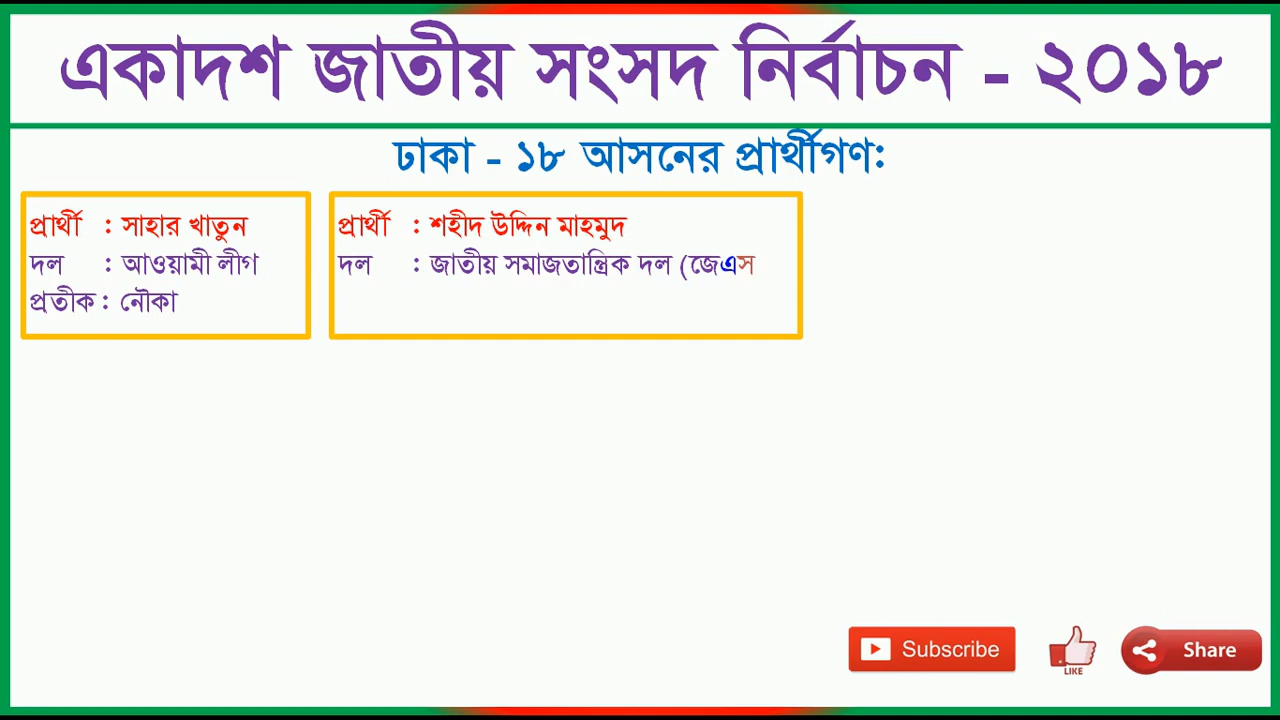 একাদশ জাতীয় সংসদ নির্বাচন - ২০১৮
ঢাকা - ১৮ আসনের প্রার্থীগণ:
প্রার্থী : সাহার খাতুন
দল : আওয়ামী লীগ
প্রতীক : নৌকা
প্রার্থী : শহীদ উদ্দিন মাহমুদ
দল : জাতীয় সমাজতান্ত্রিক দল (জেএস
Subscribe
LIKE
Share